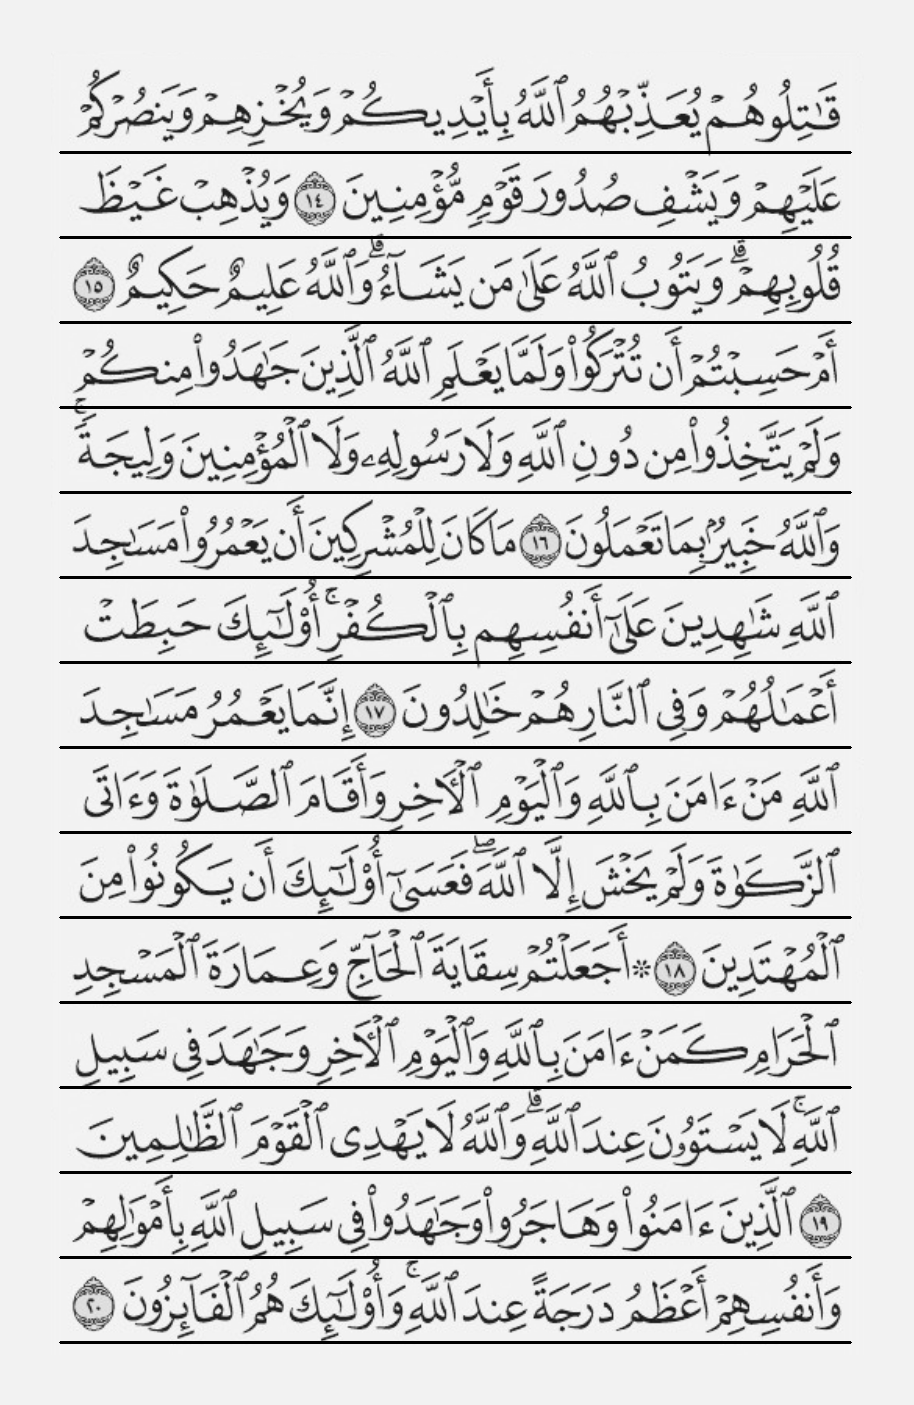 قَٰتِلُوهُمۡ يُعَذِّبۡهُمُ ٱللَّهُ بِأَيۡدِيكُمۡ وَيُخۡزِهِمۡ وَيَنصُرۡكُمۡ
عَلَيۡهِمۡ وَيَشۡفِ صُدُورَ قَوۡمٖ مُّؤۡمِنِينَ ١٤ وَيُذۡهِبۡ غَيۡظَ
قُلُوبِهِمۡۗ وَيَتُوبُ ٱللَّهُ عَلَىٰ مَن يَشَآءُۗ وَٱللَّهُ عَلِيمٌ حَكِيمٌ ١٥
أَمۡ حَسِبۡتُمۡ أَن تُتۡرَكُواْ وَلَمَّا يَعۡلَمِ ٱللَّهُ ٱلَّذِينَ جَٰهَدُواْ مِنكُمۡ
وَلَمۡ يَتَّخِذُواْ مِن دُونِ ٱللَّهِ وَلَا رَسُولِهِۦ وَلَا ٱلۡمُؤۡمِنِينَ وَلِيجَةٗۚ
وَٱللَّهُ خَبِيرُۢ بِمَا تَعۡمَلُونَ ١٦ مَا كَانَ لِلۡمُشۡرِكِينَ أَن يَعۡمُرُواْ مَسَٰجِدَ
ٱللَّهِ شَٰهِدِينَ عَلَىٰٓ أَنفُسِهِم بِٱلۡكُفۡرِۚ أُوْلَٰٓئِكَ حَبِطَتۡ
أَعۡمَٰلُهُمۡ وَفِي ٱلنَّارِ هُمۡ خَٰلِدُونَ ١٧ إِنَّمَا يَعۡمُرُ مَسَٰجِدَ
ٱللَّهِ مَنۡ ءَامَنَ بِٱللَّهِ وَٱلۡيَوۡمِ ٱلۡأٓخِرِ وَأَقَامَ ٱلصَّلَوٰةَ وَءَاتَى
ٱلزَّكَوٰةَ وَلَمۡ يَخۡشَ إِلَّا ٱللَّهَۖ فَعَسَىٰٓ أُوْلَٰٓئِكَ أَن يَكُونُواْ مِنَ
ٱلۡمُهۡتَدِينَ ١٨ ۞ أَجَعَلۡتُمۡ سِقَايَةَ ٱلۡحَآجِّ وَعِمَارَةَ ٱلۡمَسۡجِدِ
ٱلۡحَرَامِ كَمَنۡ ءَامَنَ بِٱللَّهِ وَٱلۡيَوۡمِ ٱلۡأٓخِرِ وَجَٰهَدَ فِي سَبِيلِ
ٱللَّهِۚ لَا يَسۡتَوُۥنَ عِندَ ٱللَّهِۗ وَٱللَّهُ لَا يَهۡدِي ٱلۡقَوۡمَ ٱلظَّٰلِمِينَ
١٩ ٱلَّذِينَ ءَامَنُواْ وَهَاجَرُواْ وَجَٰهَدُواْ فِي سَبِيلِ ٱللَّهِ بِأَمۡوَٰلِهِمۡ
وَأَنفُسِهِمۡ أَعۡظَمُ دَرَجَةً عِندَ ٱللَّهِۚ وَأُوْلَٰٓئِكَ هُمُ ٱلۡفَآئِزُونَ ٢٠